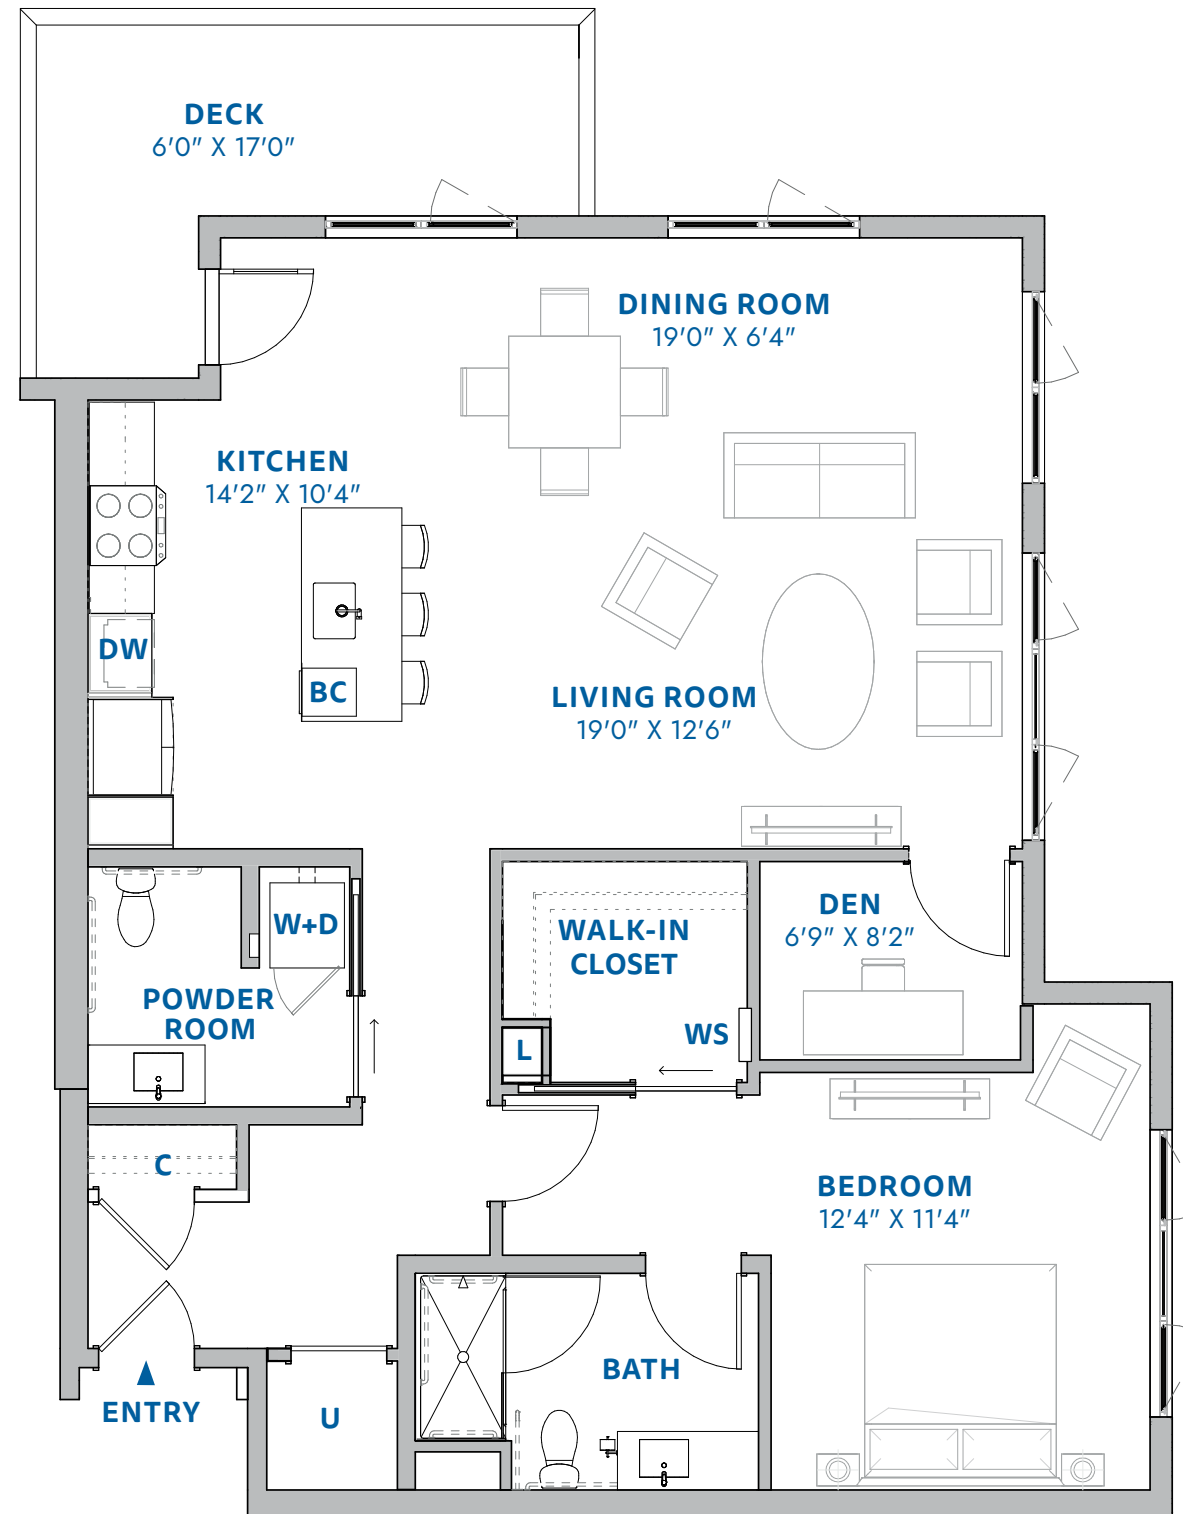 DECK
6'0" X 17'0"
DINING ROOM
19'0" X 6'4"
KITCHEN
14'2" X 10'4"
DW
BC
LIVING ROOM
19'0" X 12'6"
W+D
WALK-IN
CLOSET
DEN
6'9" X 8'2"
POWDER
ROOM
WS
L
C
BEDROOM
12'4" X 11'4"
BATH
ENTRY
U